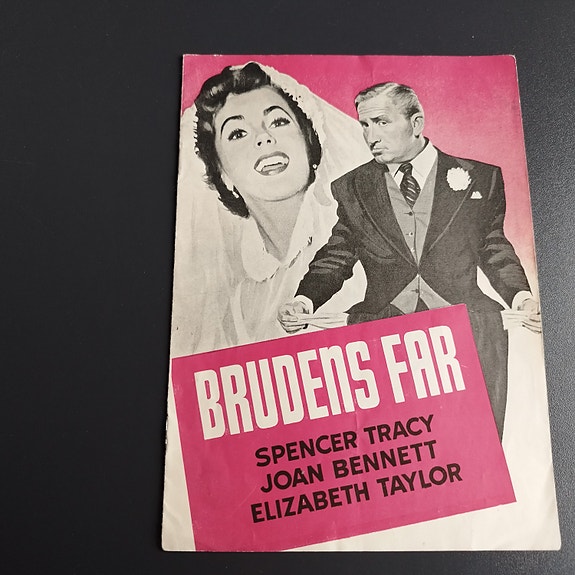 BRUDENS FAR
SPENCER TRACY
JOAN BENNETT
ELIZABETH TAYLOR